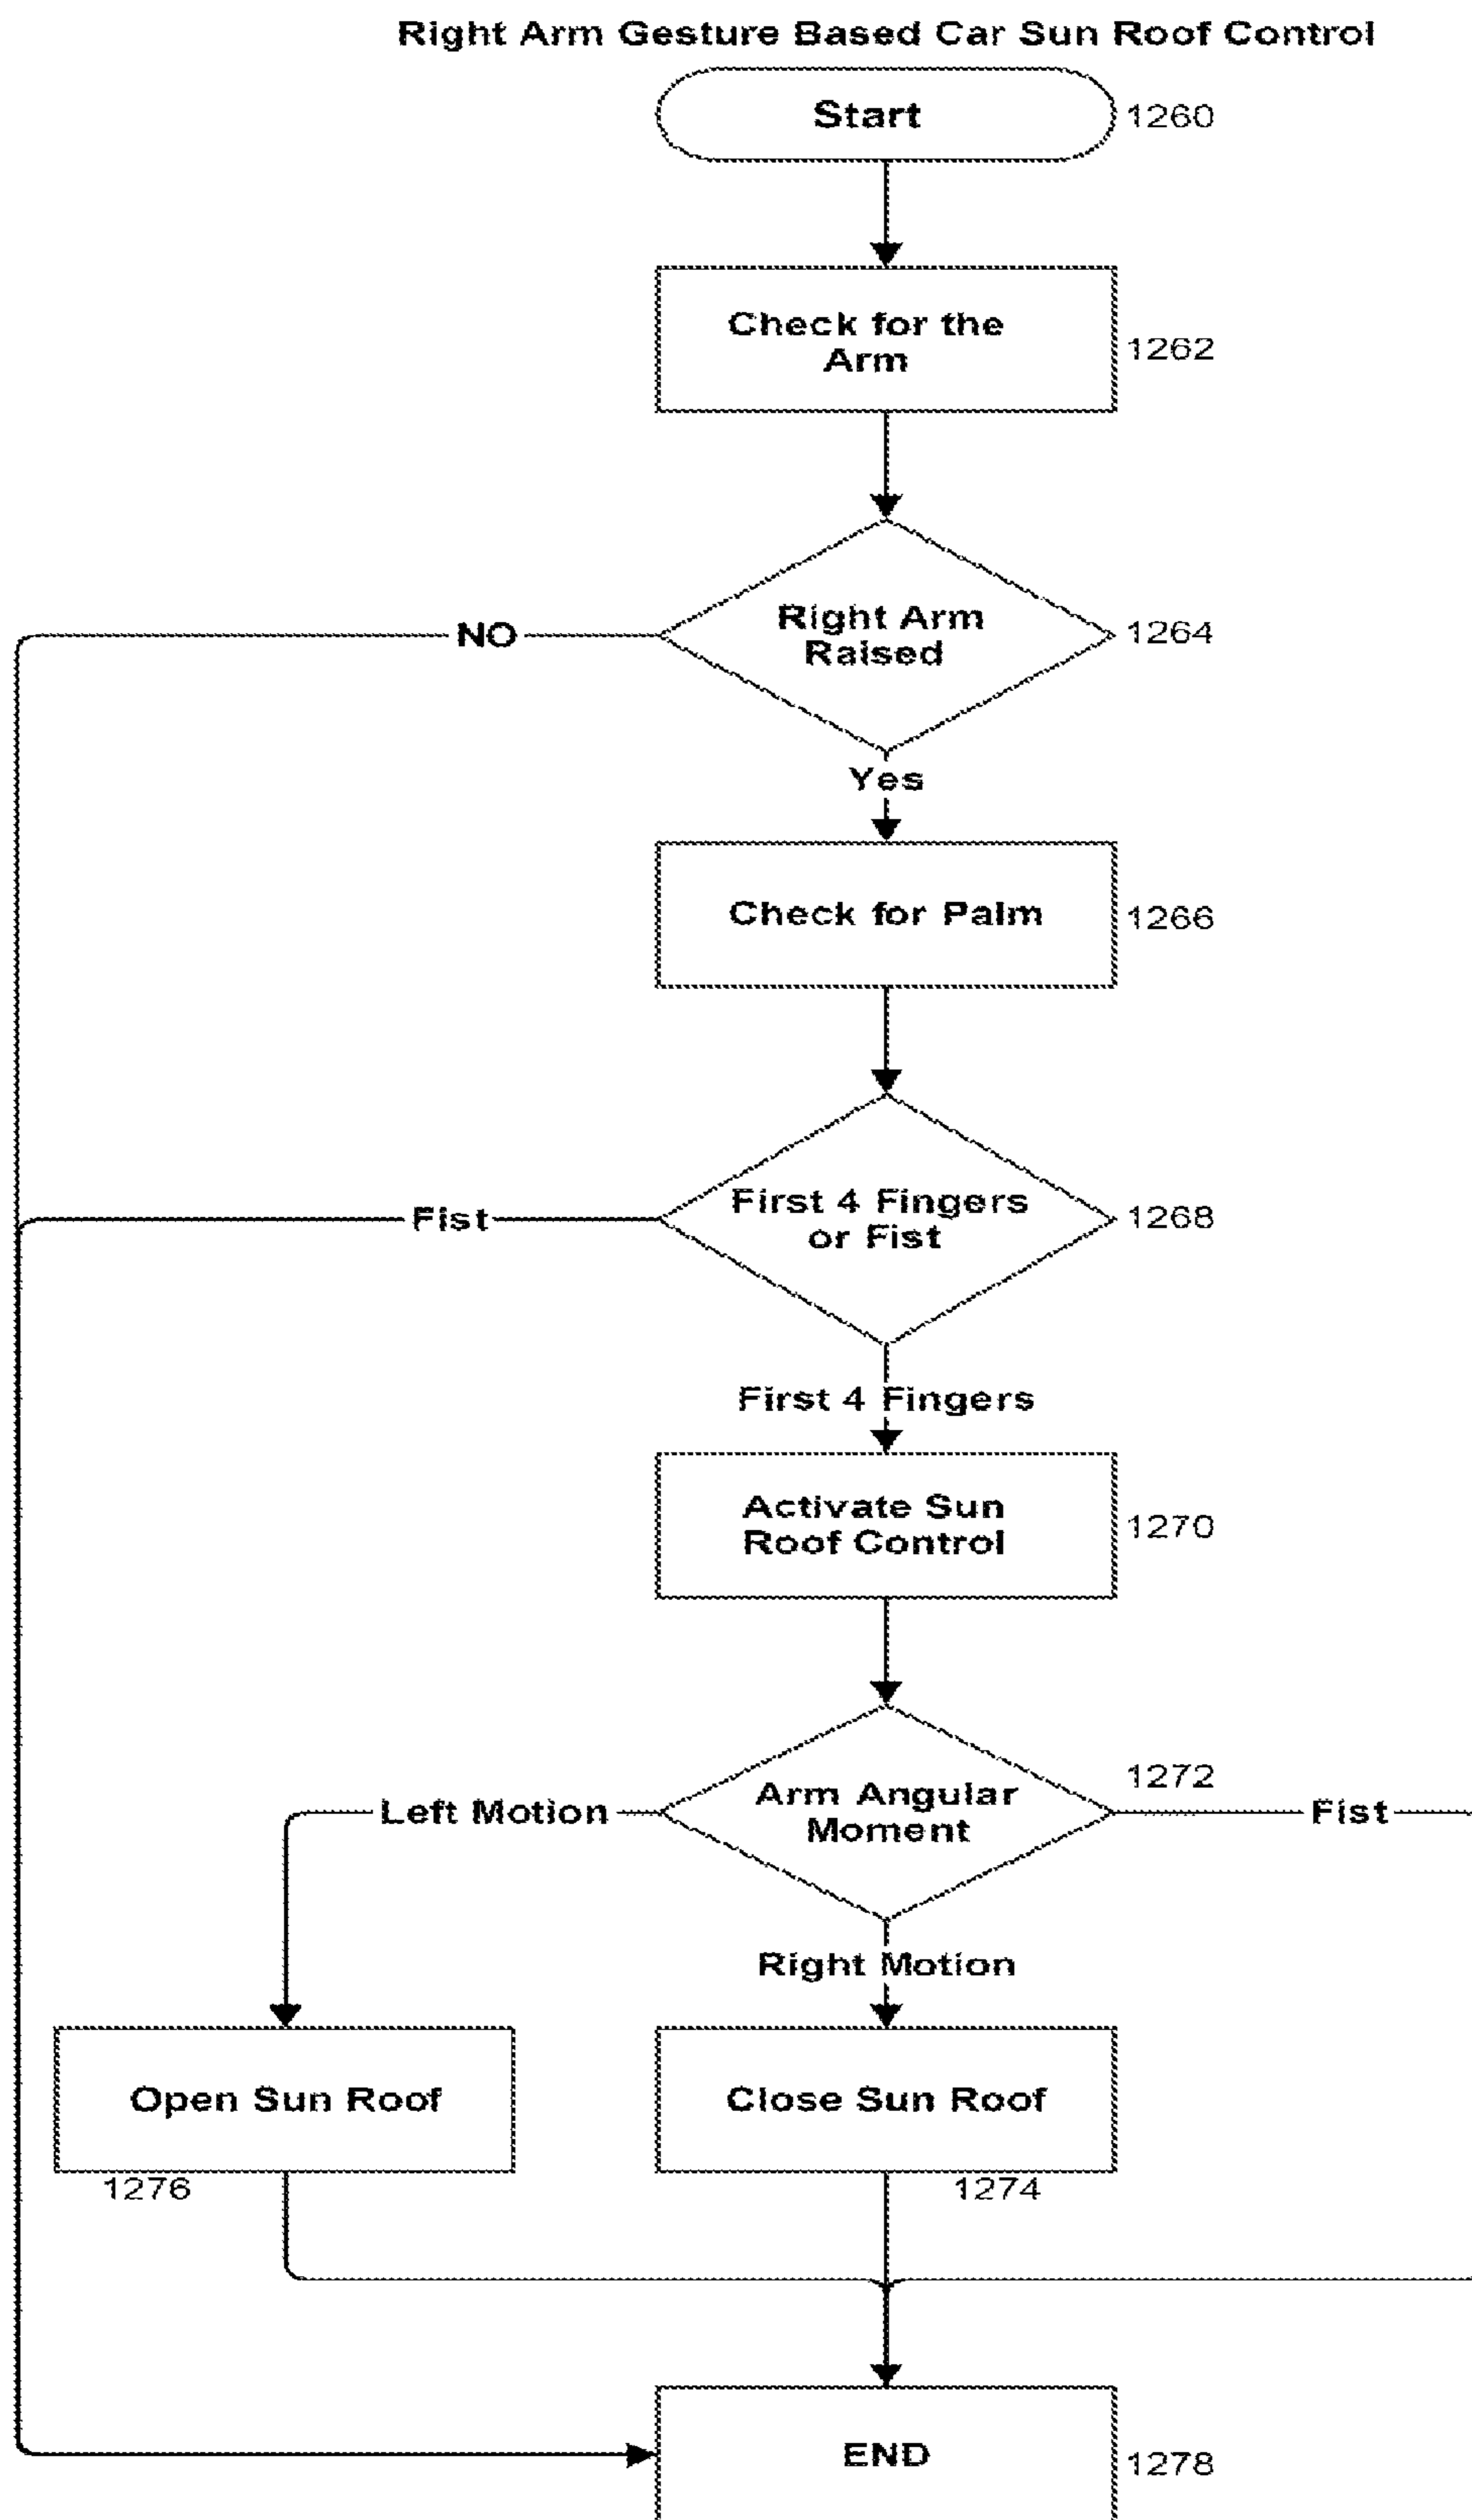 Right Arm Gesture Based Car Sun Roof Control
Start
1260
Check for the
Arm
1262
Right Arm
Raised
1264
NO
Yes
Check for Palm
1266
First 4 Fingers
or Fist
1268
Fist
First 4 Fingers
Activate Sun
Roof Control
1270
Arm Angular
Moment
1272
Left Motion
Fist
Right Motion
Open Sun Roof
1276
Close Sun Roof
1274
END
1278